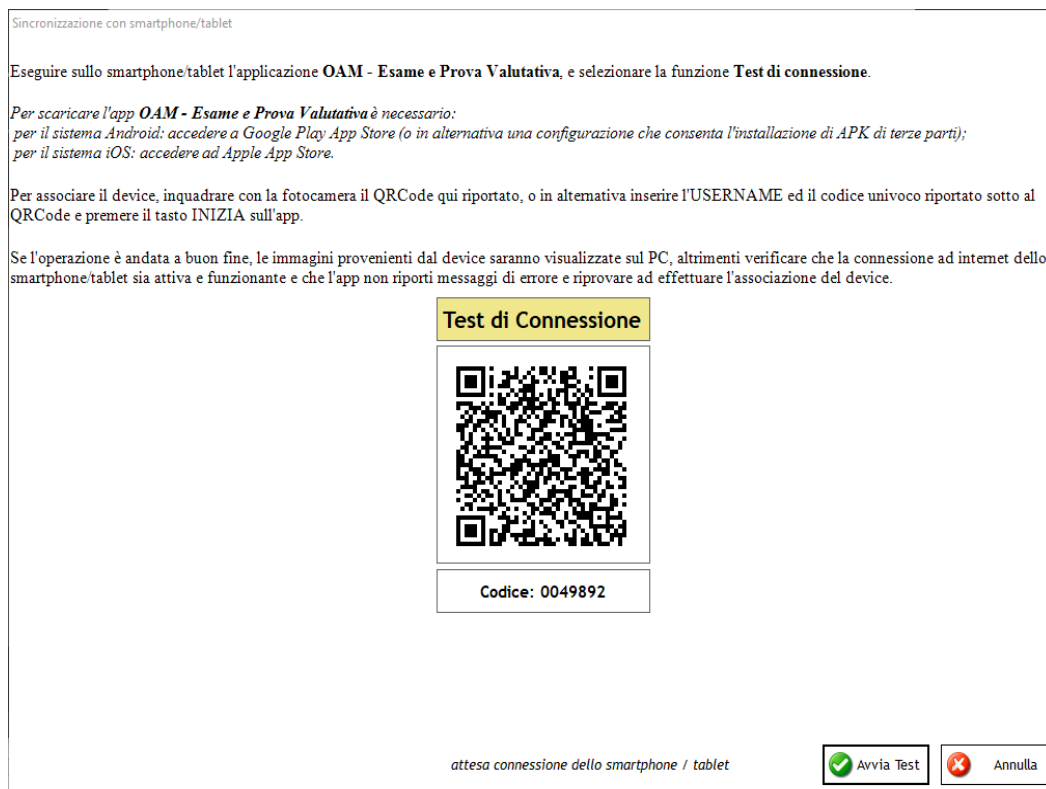 Sincronizzazione con smartphone/tablet
Eseguire sullo smartphone/tablet l'applicazione OAM - Esame e Prova Valutativa, e selezionare la funzione Test di connessione.
Per scaricare l'app OAM - Esame e Prova Valutativa è necessario:
per il sistema Android: accedere a Google Play App Store (o in alternativa una configurazione che consenta l'installazione di APK di terze parti);
per il sistema iOS: accedere ad Apple App Store.
Per associare il device, inquadrare con la fotocamera il QRCode qui riportato, o in alternativa inserire l'USERNAME ed il codice univoco riportato sotto al
QRCode e premere il tasto INIZIA sull'app.
Se l'operazione è andata a buon fine, le immagini provenienti dal device saranno visualizzate sul PC, altrimenti verificare che la connessione ad internet dello
smartphone/tablet sia attiva e funzionante e che l'app non riporti messaggi di errore e riprovare ad effettuare l'associazione del device.
Test di Connessione
Codice: 0049892
attesa connessione dello smartphone / tablet
Avvia Test
Annulla